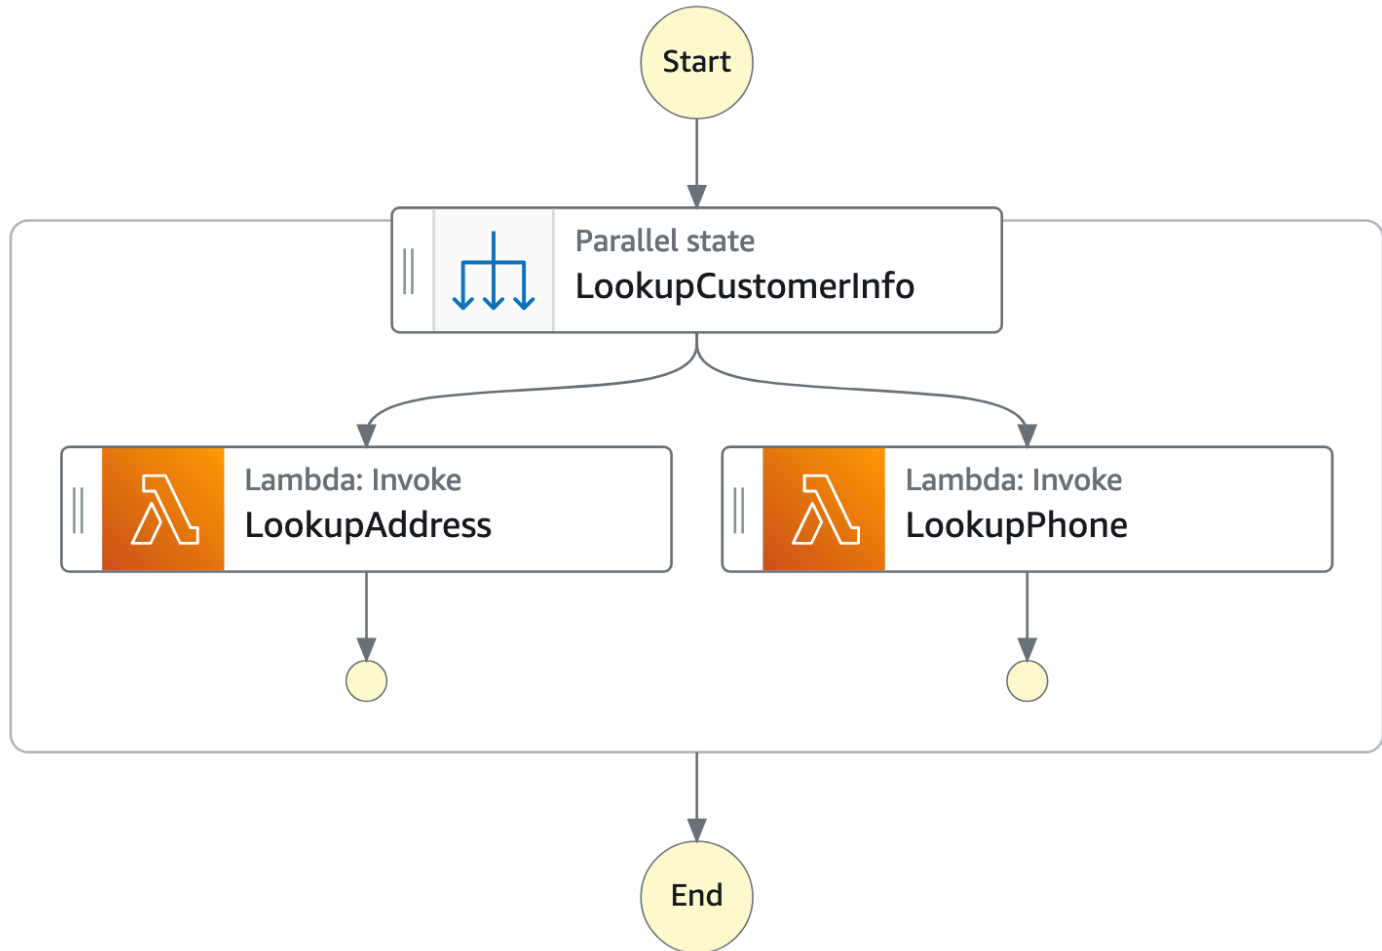 Start
Parallel state
LookupCustomerInfo
Lambda: Invoke
LookupAddress
Lambda: Invoke
LookupPhone
End